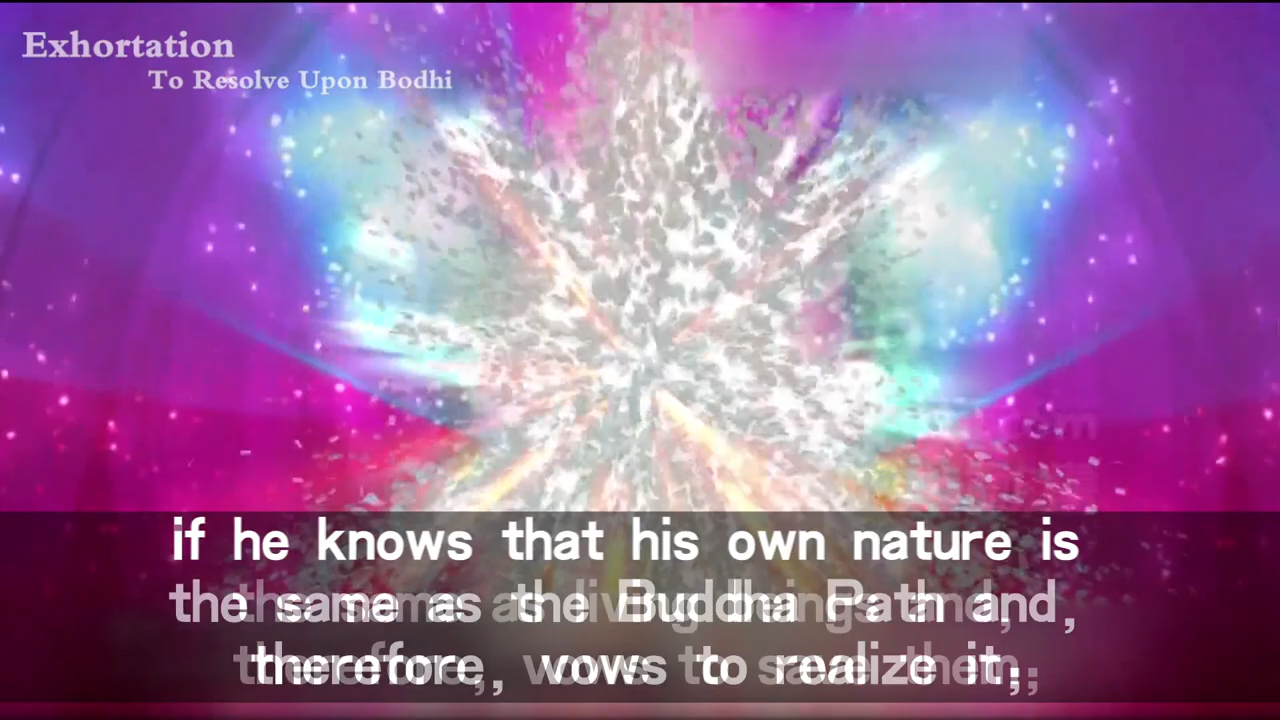 Exhortation
To Resolve Upon Bodhi
if he knows that his own nature is
the same as the Buddha Path and,
therefore, vows to realize it;